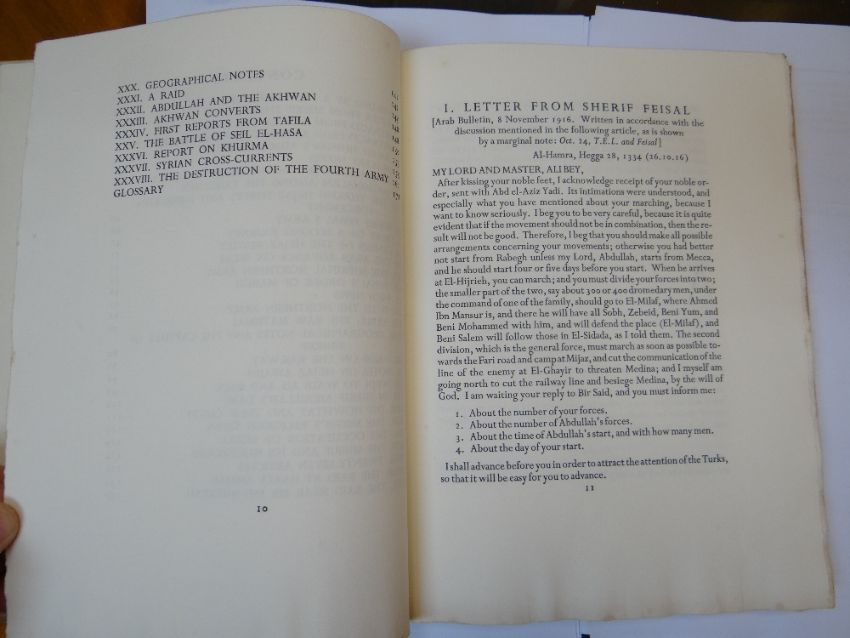 XXX. GEOGRAPHICAL NOTES
XXXI. A RAID
XXXII. ABDULLAH AND THE AKHWAN
XXXIII. AKHWAN CONVERTS
XXXIV. FIRST REPORTS FROM TAFILA
XXV. THE BATTLE OF SEIL EL-HASA
XXXVI. REPORT ON KHURMA
XXXVII. SYRIAN CROSS-CURRENTS
XXXVIII. THE DESTRUCTION OF THE FOURTH ARMY
GLOSSARY
10
I. LETTER FROM SHERIF FEISAL
[Arab Bulletin, 8 November 1916. Written in accordance with the
discussion mentioned in the following article, as is shown
by a marginal note: Oct. 24, T.E.L. and Feisal]
Al-Hamra, Hegga 28, 1334 (26.10.16)
MY LORD AND MASTER, ALI BEY,
After kissing your noble feet, I acknowledge receipt of your noble or-
der, sent with Abd el-Aziz Yadi. Its intimations were understood, and
especially what you have mentioned about your marching, because I
want to know seriously. I beg you to be very careful, because it is quite
evident that if the movement should not be in combination, then the re-
sult will not be good. Therefore, I beg that you should make all possible
arrangements concerning your movements; otherwise you had better
not start from Rabegh unless my Lord, Abdullah, starts from Mecca,
and he should start four or five days before you start. When he arrives
at El-Hijrieh, you can march; and you must divide your forces into two;
the smaller part of the two, say about 300 or 400 dromedary men, under
the command of one of the family, should go to El-Milaf, where Ahmed
Ibn Mansur is, and there he will have all Sobh, Zebeid, Beni Yum, and
Beni Mohammed with him, and will defend the place (El-Milaf), and
Beni Salem will follow those in El-Sidada, as I told them. The second
division, which is the general force, must march as soon as possible to-
wards the Fari road and camp at Mijaz, and cut the communication of the
line of the enemy at El-Ghayir to threaten Medina; and I myself am
going north to cut the railway line and besiege Medina, by the will of
God. I am waiting your reply to Bir Said, and you must inform me:
1. About the number of your forces.
2. About the number of Abdullah's forces.
3. About the time of Abdullah's start, and with how many men.
4. About the day of your start.
I shall advance before you in order to attract the attention of the Turks,
so that it will be easy for you to advance.
11